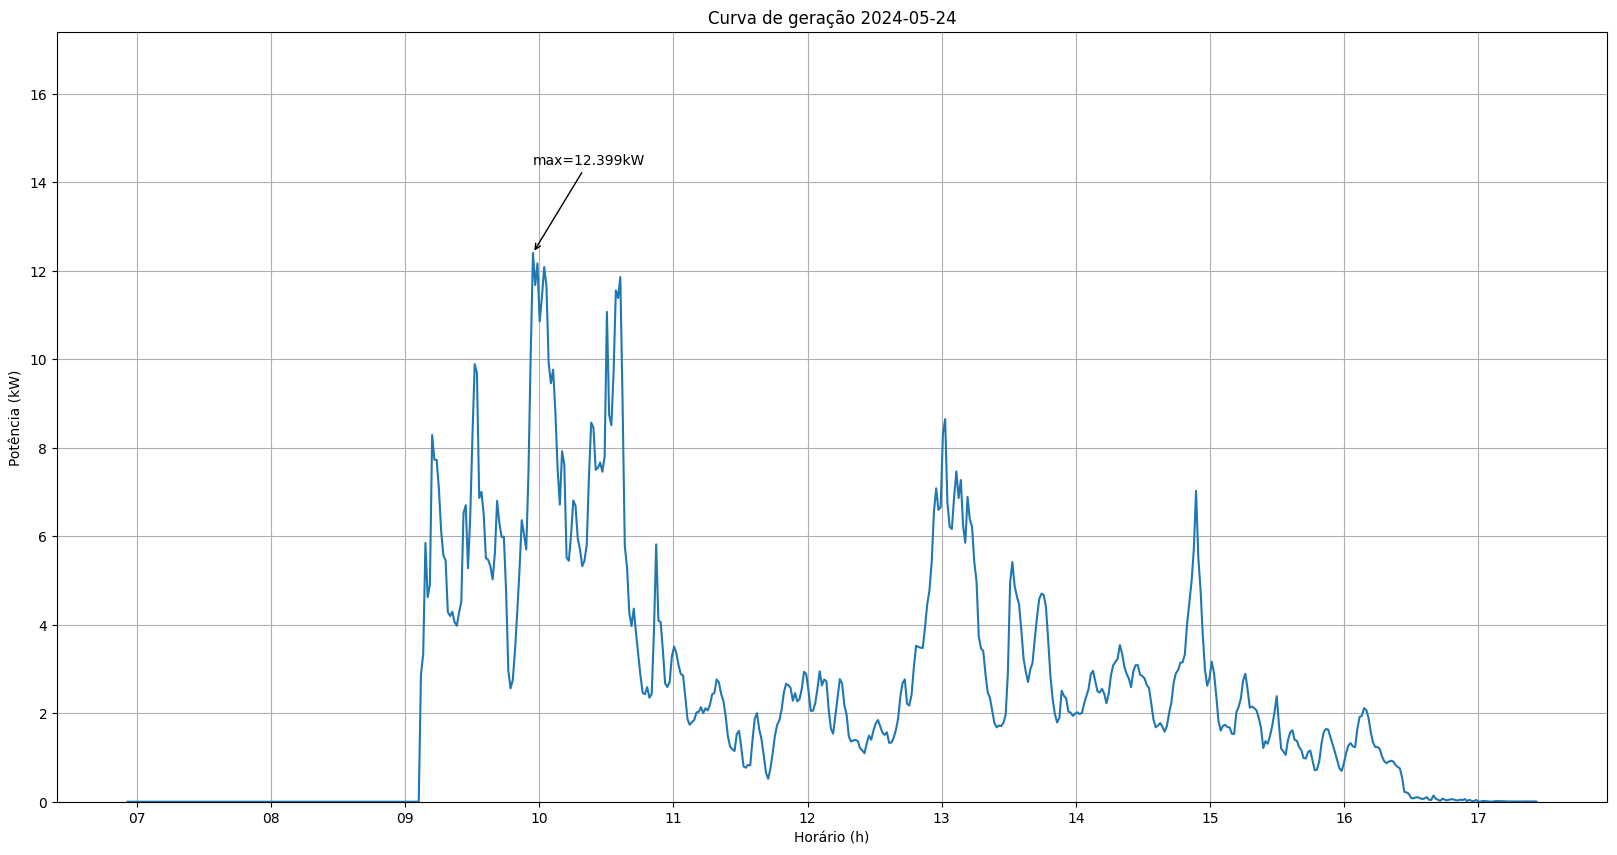 Curva de geração 2024-05-24
max=12.399kW
Potência (kW)
16
14
12
10
8
6
4
2
0
07 08 09 10 11 12 13 14 15 16 17
Horário (h)